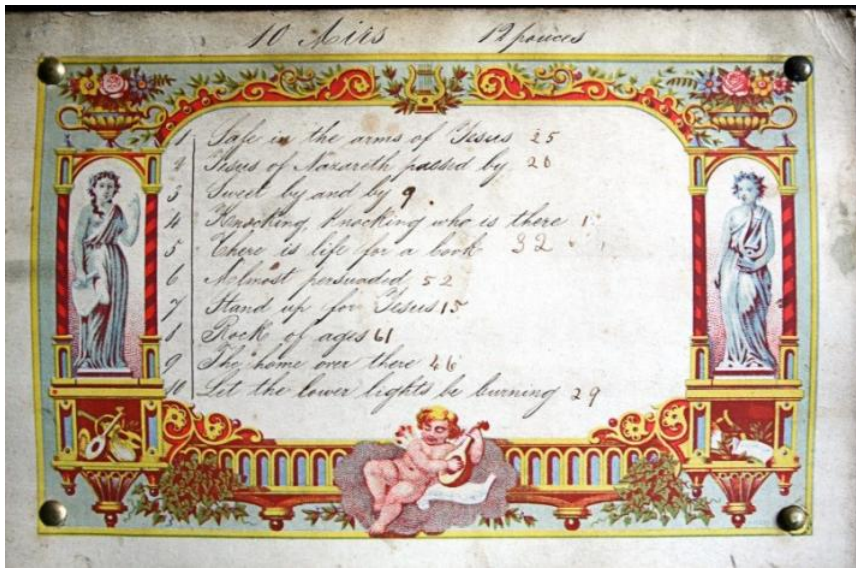 10 Airs 12 pouces
1 Safe in the arms of Jesus 25
2 Jesus of Nazareth passed by 20
3 Sweet by and by 9
4 Knocking, Knocking who is there 1
5 There is life for a book 32
6 Almost persuaded 52
7 Stand up for Jesus 15
8 Rock of ages 61
9 The home over there 46
10 Let the lower lights be burning 29